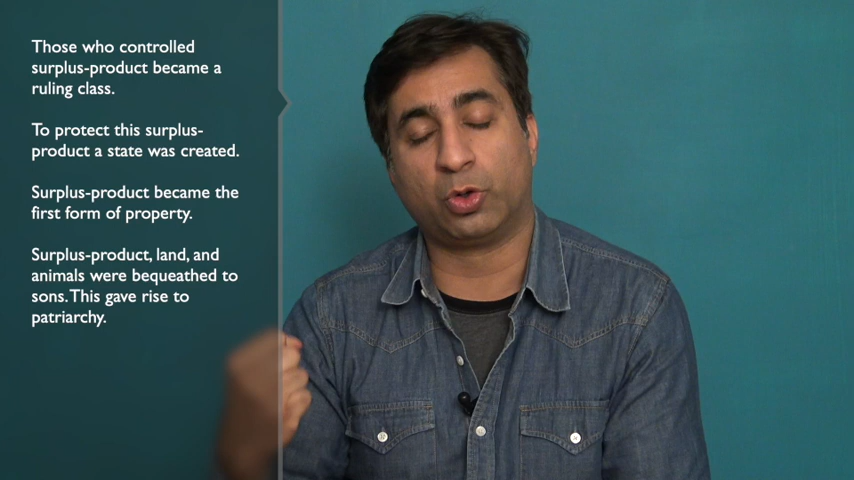 Those who controlled
surplus-product became a
ruling class.
To protect this surplus-
product a state was created.
Surplus-product became the
first form of property.
Surplus-product, land, and
animals were bequeathed to
sons. This gave rise to
patriarchy.